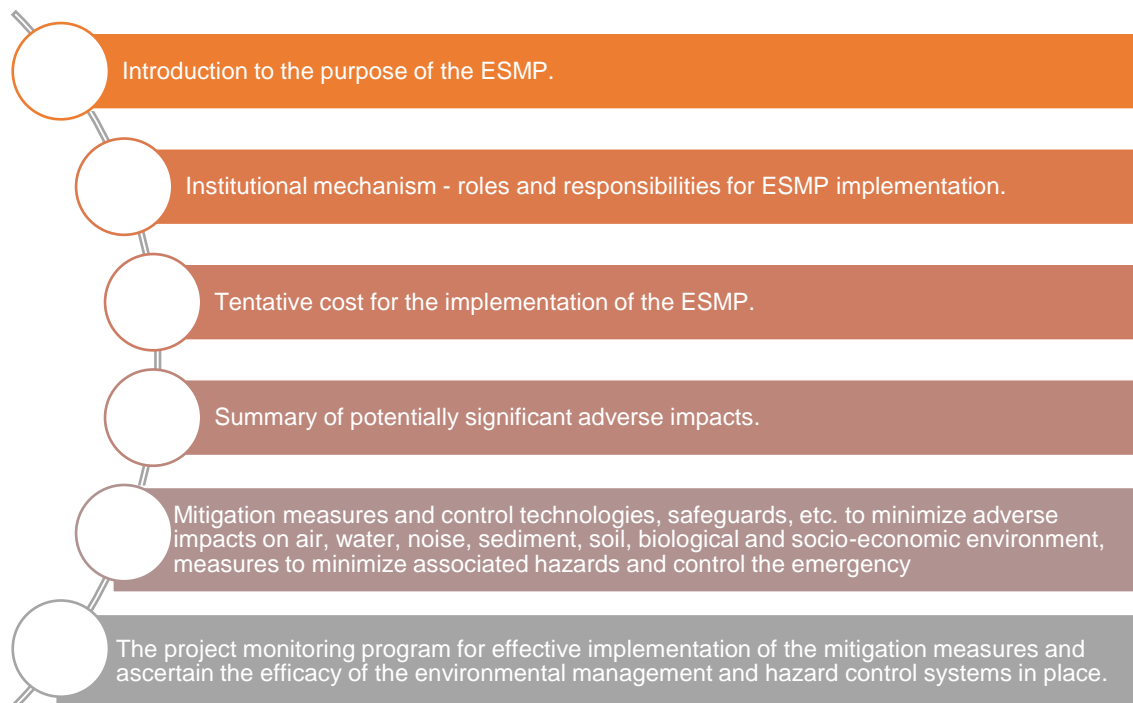 Introduction to the purpose of the ESMP.
Institutional mechanism - roles and responsibilities for ESMP implementation.
Tentative cost for the implementation of the ESMP.
Summary of potentially significant adverse impacts.
Mitigation measures and control technologies, safeguards, etc. to minimize adverse
impacts on air, water, noise, sediment, soil, biological and socio-economic environment,
measures to minimize associated hazards and control the emergency
The project monitoring program for effective implementation of the mitigation measures and
ascertain the efficacy of the environmental management and hazard control systems in place.